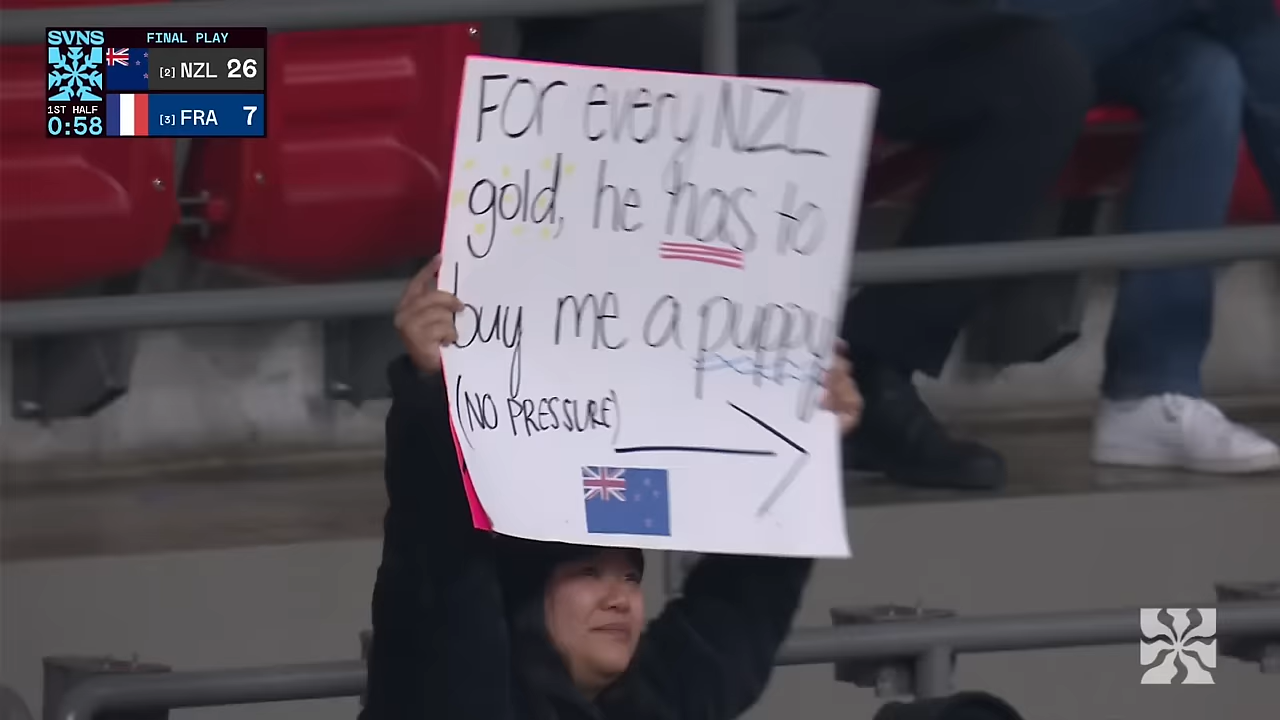 SVNS
FINAL PLAY
[2] NZL 26
1ST HALF
0:58
[3] FRA 7
For every NZL
gold, he has to
buy me a puppy
(NO PRESSURE)